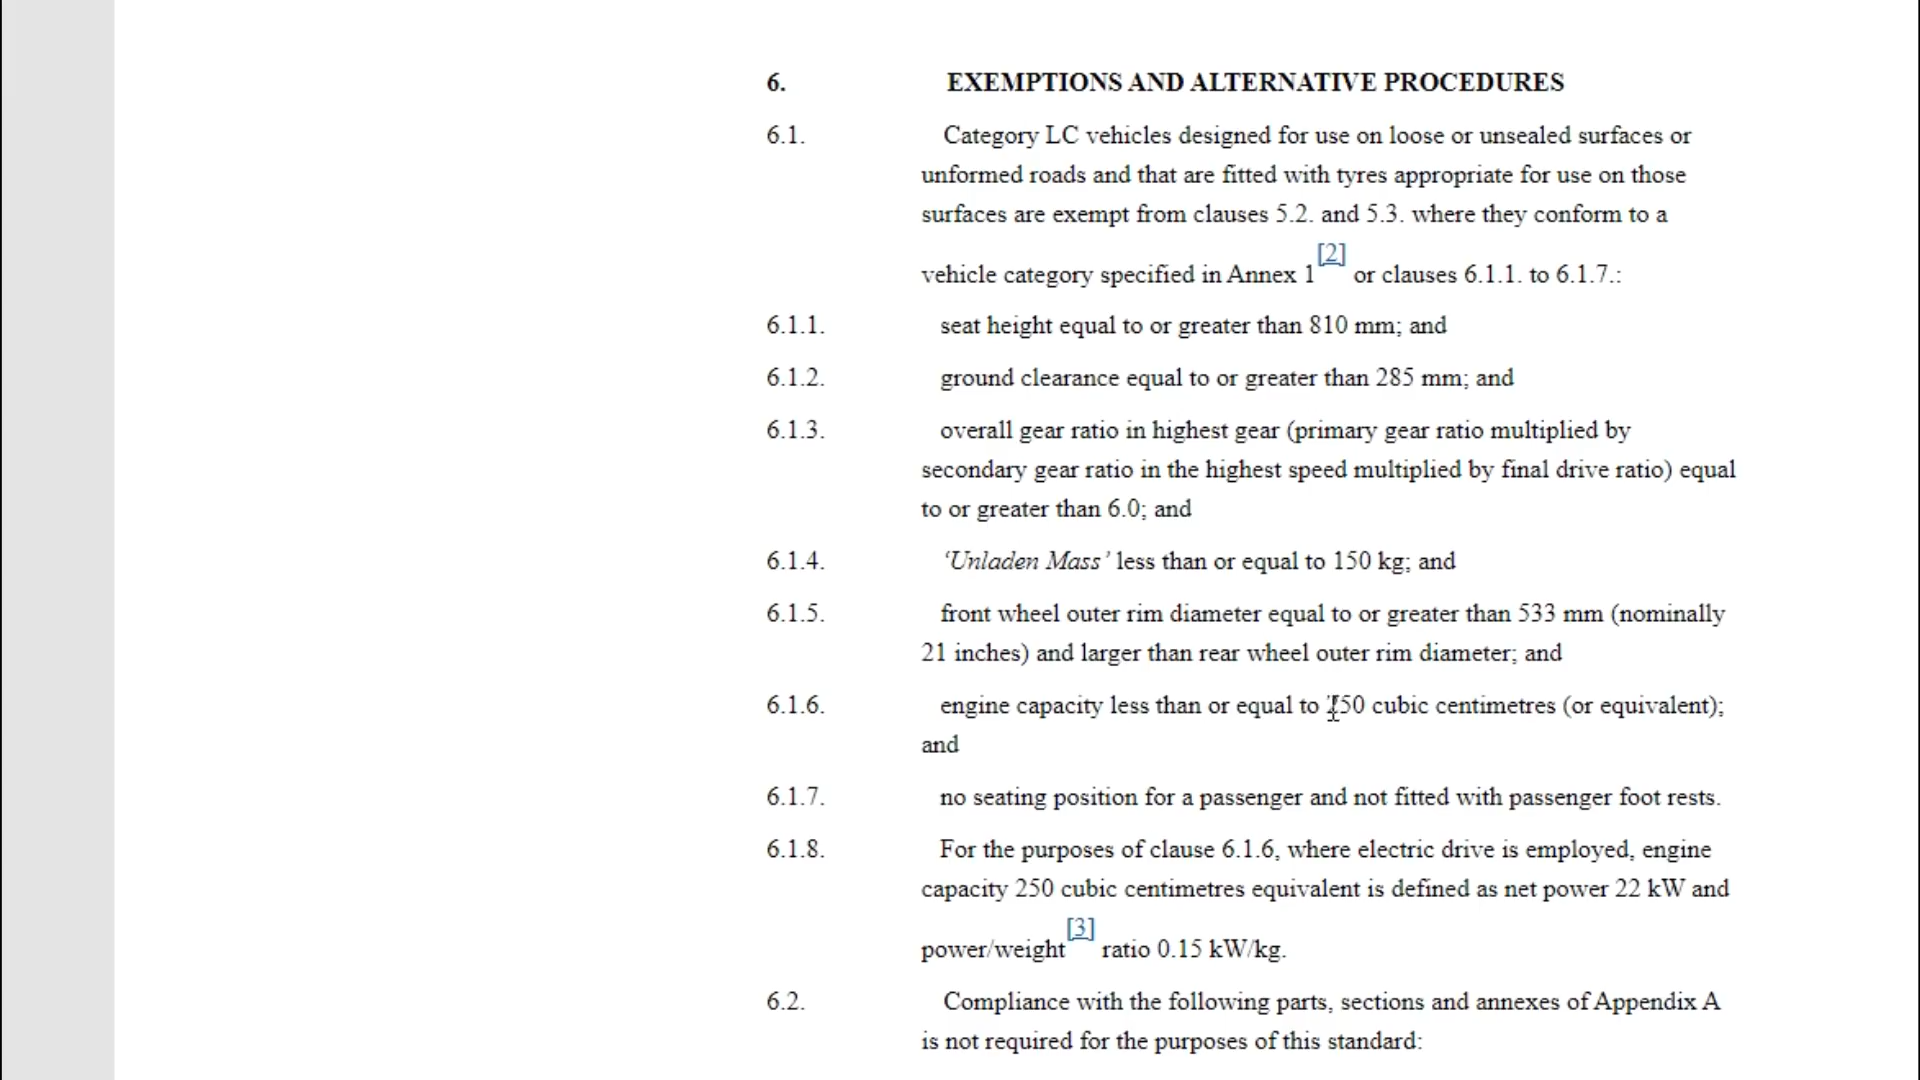 6. EXEMPTIONS AND ALTERNATIVE PROCEDURES
6.1. Category LC vehicles designed for use on loose or unsealed surfaces or
unformed roads and that are fitted with tyres appropriate for use on those
surfaces are exempt from clauses 5.2. and 5.3. where they conform to a
vehicle category specified in Annex 1[2] or clauses 6.1.1. to 6.1.7.:
6.1.1. seat height equal to or greater than 810 mm; and
6.1.2. ground clearance equal to or greater than 285 mm; and
6.1.3. overall gear ratio in highest gear (primary gear ratio multiplied by
secondary gear ratio in the highest speed multiplied by final drive ratio) equal
to or greater than 6.0; and
6.1.4. ‘Unladen Mass’ less than or equal to 150 kg; and
6.1.5. front wheel outer rim diameter equal to or greater than 533 mm (nominally
21 inches) and larger than rear wheel outer rim diameter; and
6.1.6. engine capacity less than or equal to 250 cubic centimetres (or equivalent);
and
6.1.7. no seating position for a passenger and not fitted with passenger foot rests.
6.1.8. For the purposes of clause 6.1.6, where electric drive is employed, engine
capacity 250 cubic centimetres equivalent is defined as net power 22 kW and
power/weight[3] ratio 0.15 kW/kg.
6.2. Compliance with the following parts, sections and annexes of Appendix A
is not required for the purposes of this standard: